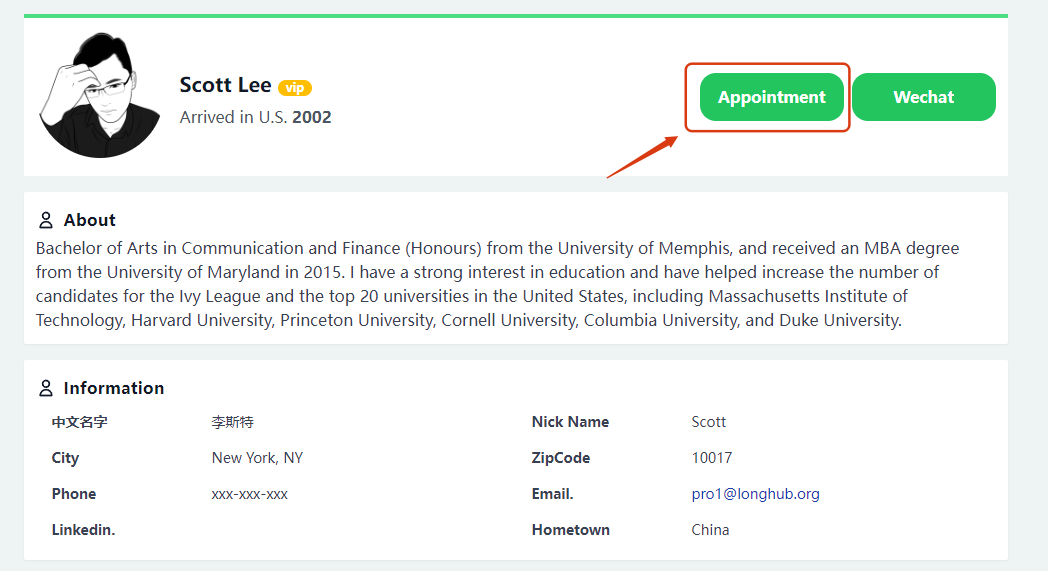 Scott Lee vip
Arrived in U.S. 2002
Appointment
Wechat
About
Bachelor of Arts in Communication and Finance (Honours) from the University of Memphis, and received an MBA degree
from the University of Maryland in 2015. I have a strong interest in education and have helped increase the number of
candidates for the Ivy League and the top 20 universities in the United States, including Massachusetts Institute of
Technology, Harvard University, Princeton University, Cornell University, Columbia University, and Duke University.
Information
中文名字 李斯特 Nick Name Scott
City New York, NY ZipCode 10017
Phone xxx-xxx-xxx Email. pro1@longhub.org
Linkedin. Hometown China